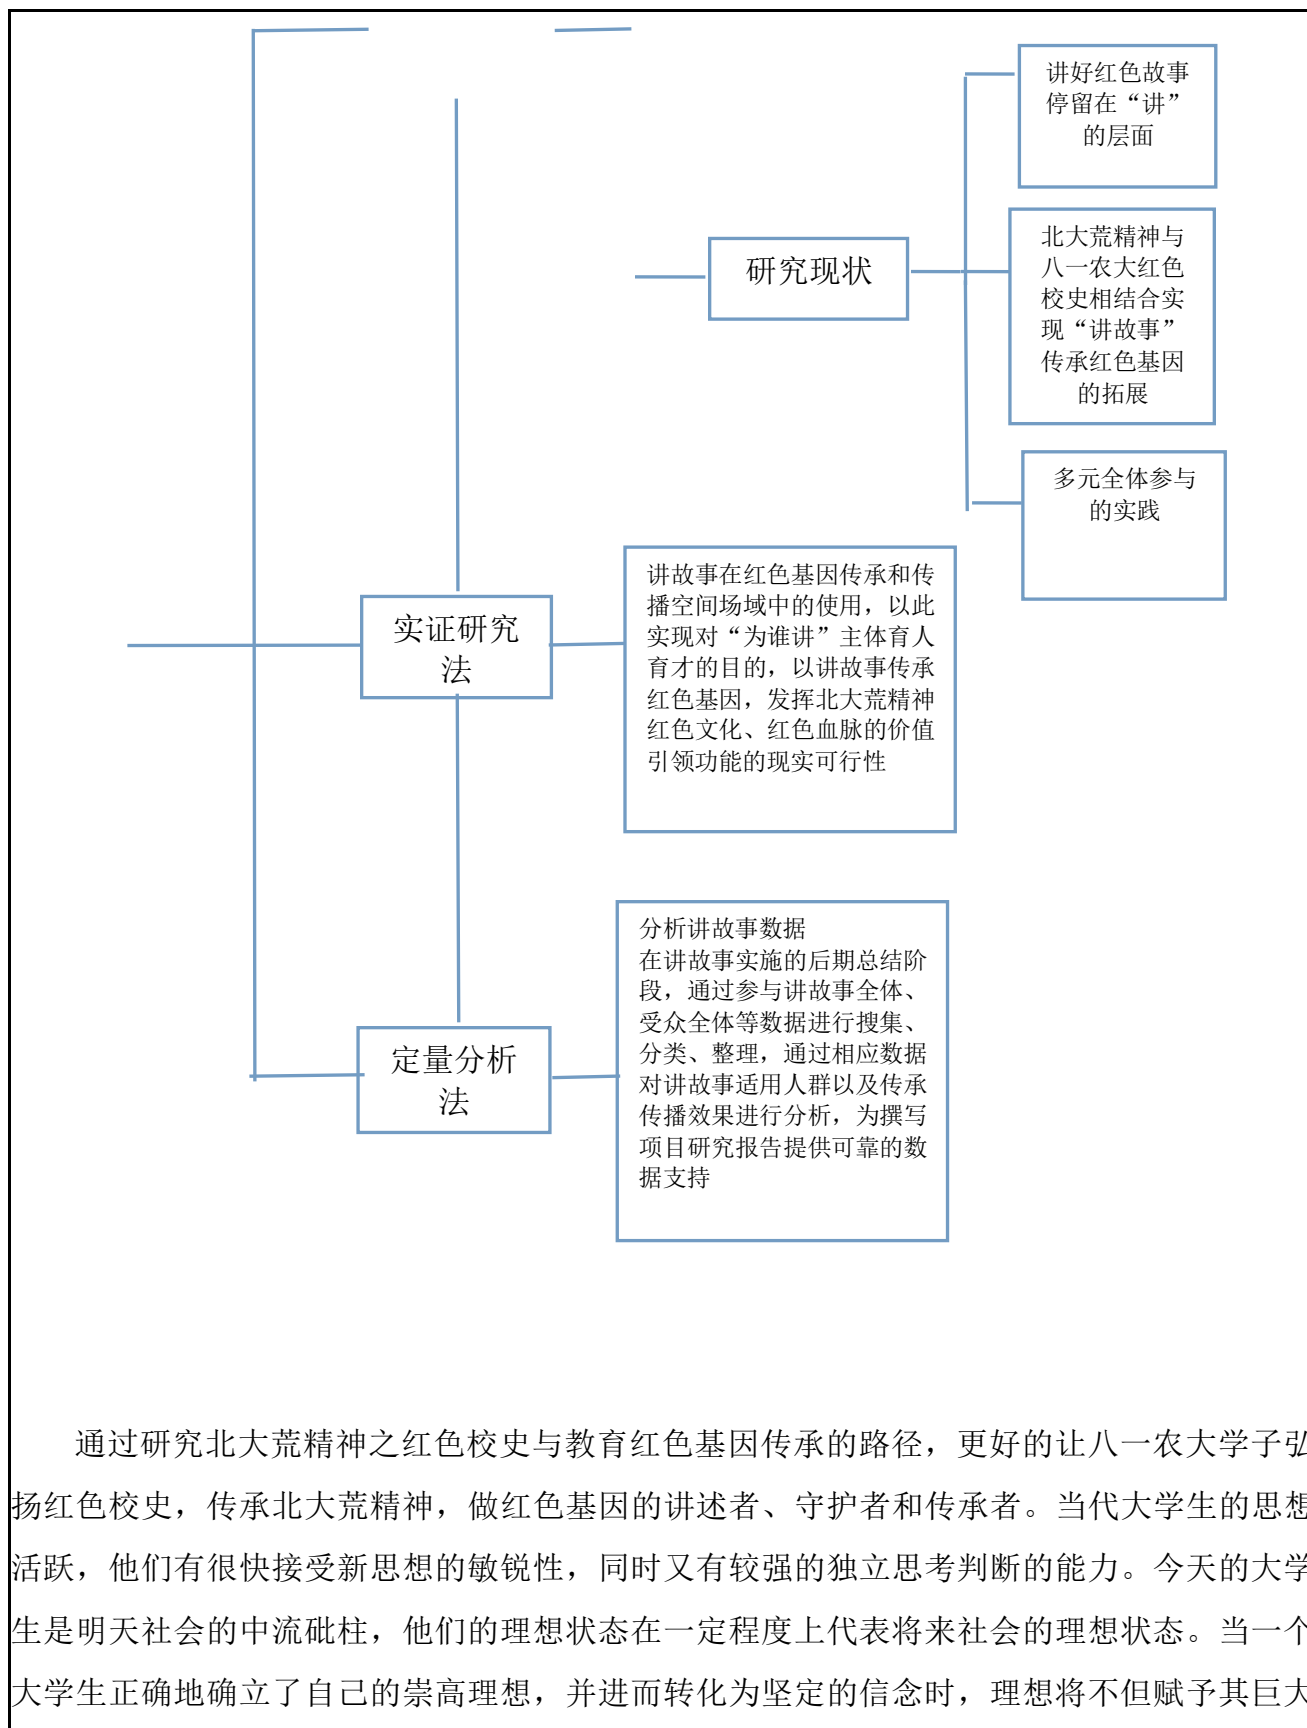 讲好红色故事
停留在“讲”
的层面
研究现状
北大荒精神与
八一农大红色
校史相结合实
现“讲故事”
传承红色基因
的拓展
多元全体参与
的实践
实证研究
法
讲故事在红色基因传承和传
播空间场域中的使用，以此
实现对“为谁讲”主体育人
育才的目的，以讲故事传承
红色基因，发挥北大荒精神
红色文化、红色血脉的价值
引领功能的现实可行性
定量分析
法
分析讲故事数据
在讲故事实施的后期总结阶
段，通过参与讲故事全体、
受众全体等数据进行搜集、
分类、整理，通过相应数据
对讲故事适用人群以及传承
传播效果进行分析，为撰写
项目研究报告提供可靠的数
据支持
通过研究北大荒精神之红色校史与教育红色基因传承的路径，更好的让八一农大学子弘
扬红色校史，传承北大荒精神，做红色基因的讲述者、守护者和传承者。当代大学生的思想
活跃，他们有很快接受新思想的敏锐性，同时又有较强的独立思考判断的能力。今天的大学
生是明天社会的中流砥柱，他们的理想状态在一定程度上代表将来社会的理想状态。当一个
大学生正确地确立了自己的崇高理想，并进而转化为坚定的信念时，理想将不但赋予其巨大